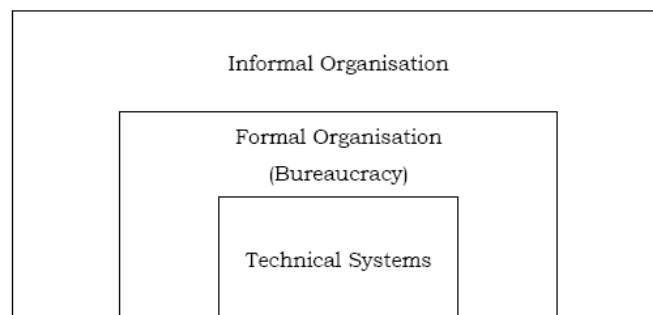 Informal Organisation
Formal Organisation
(Bureaucracy)
Technical Systems